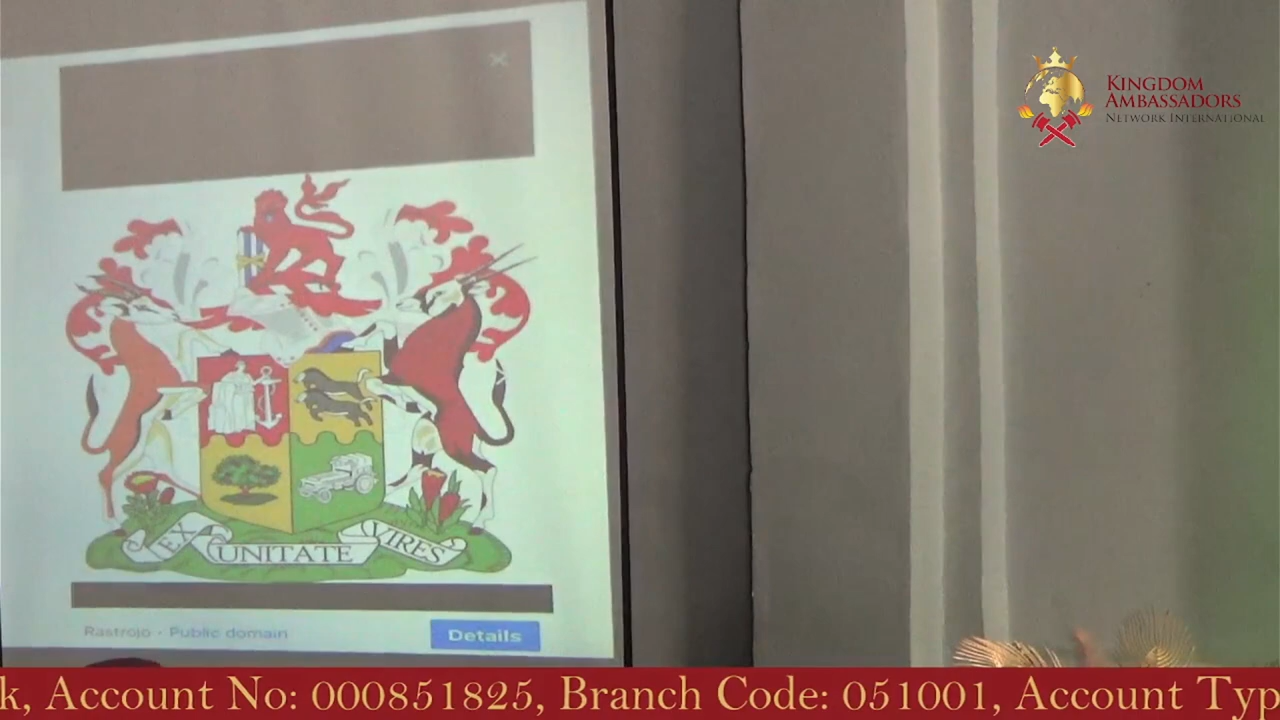 KINGDOM
AMBASSADORS
NETWORK INTERNATIONAL
EX UNITATE VIRES
Rastrojo - Public domain
Details
k, Account No: 000851825, Branch Code: 051001, Account Typ